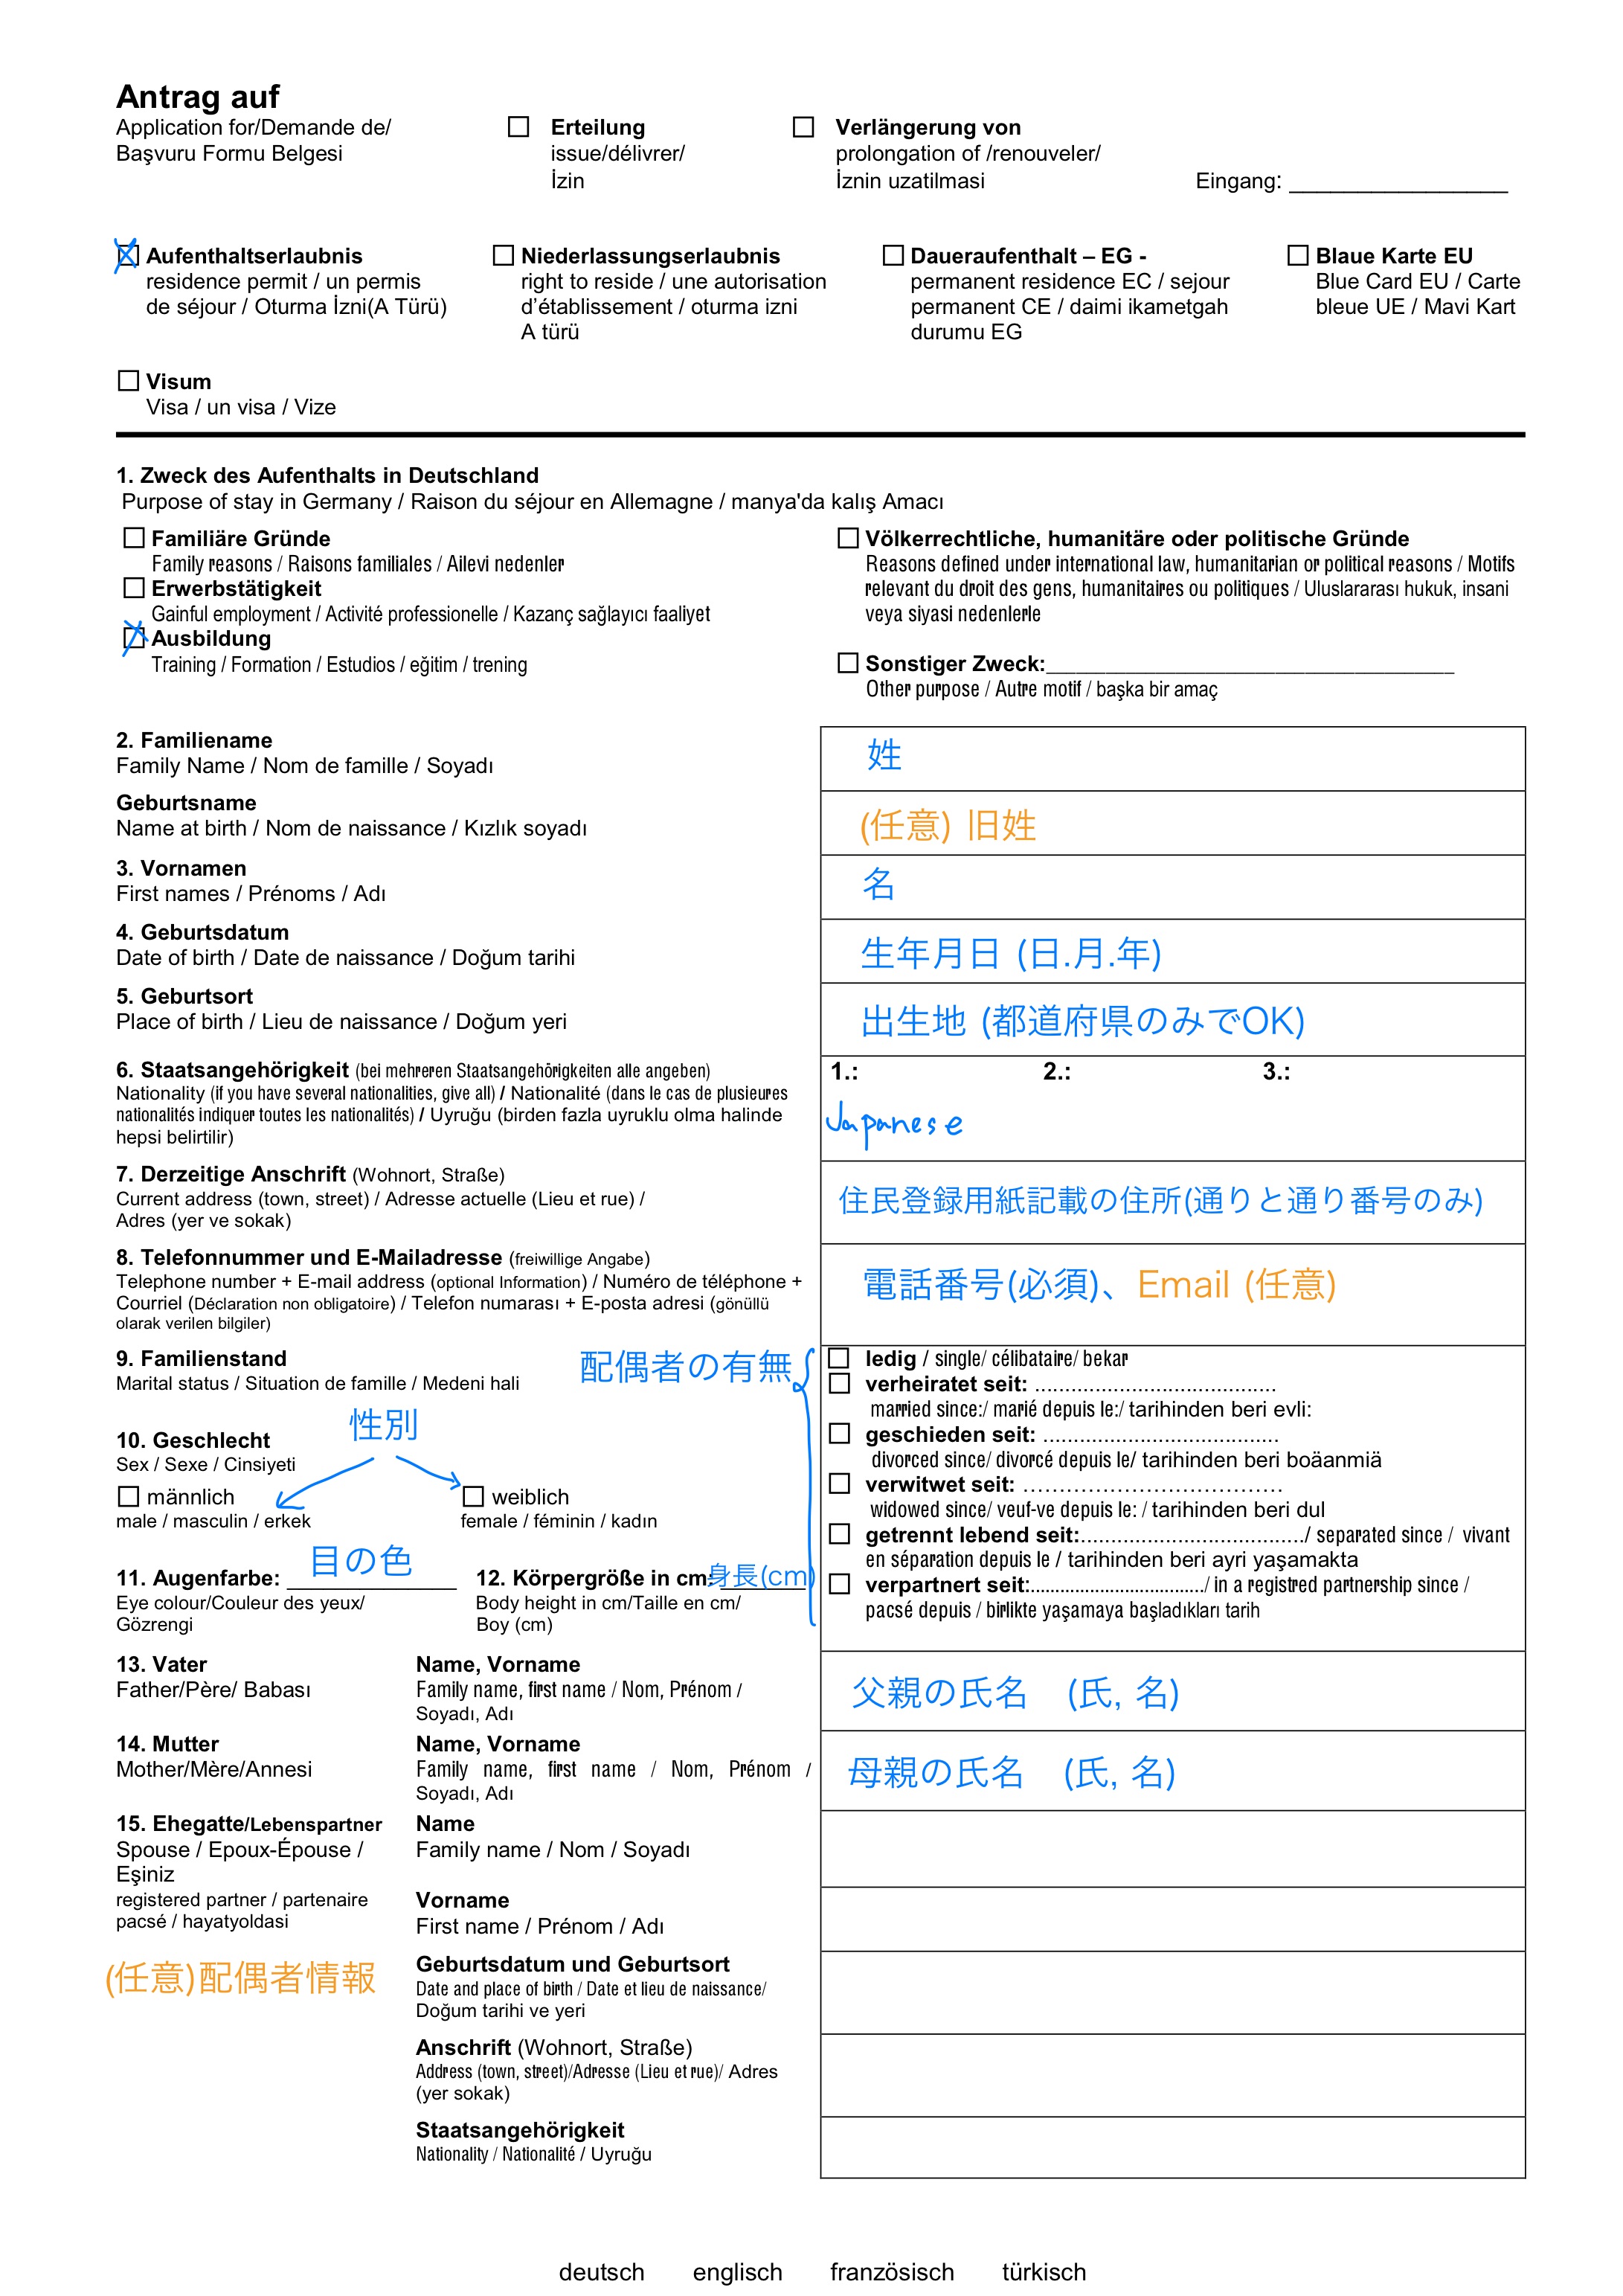 Antrag auf
Application for/Demande de/
Başvuru Formu Belgesi
Erteilung
issue/délivrer/
İzin
Verlängerung von
prolongation of /renouveler/
İznin uzatilmasi
Eingang: __________________
Aufenthaltserlaubnis
residence permit / un permis
de séjour / Oturma İzni(A Türü)
Niederlassungserlaubnis
right to reside / une autorisation
d’établissement / oturma izni
A türü
Daueraufenthalt – EG -
permanent residence EC / sejour
permanent CE / daimi ikametgah
durumu EG
Blaue Karte EU
Blue Card EU / Carte
bleue UE / Mavi Kart
Visum
Visa / un visa / Vize
1. Zweck des Aufenthalts in Deutschland
Purpose of stay in Germany / Raison du séjour en Allemagne / manya'da kalış Amacı
Familiäre Gründe
Family reasons / Raisons familiales / Ailevi nedenler
Erwerbstätigkeit
Gainful employment / Activité professionelle / Kazanç sağlayıcı faaliyet
Ausbildung
Training / Formation / Estudios / eğitim / trening
Völkerrechtliche, humanitäre oder politische Gründe
Reasons defined under international law, humanitarian or political reasons / Motifs
relevant du droit des gens, humanitaires ou politiques / Uluslararası hukuk, insani
veya siyasi nedenlerle
Sonstiger Zweck:__________________________________
Other purpose / Autre motif / başka bir amaç
2. Familiename
Family Name / Nom de famille / Soyadı
姓
Geburtsname
Name at birth / Nom de naissance / Kızlık soyadı
(任意) 旧姓
3. Vornamen
First names / Prénoms / Adı
名
4. Geburtsdatum
Date of birth / Date de naissance / Doğum tarihi
生年月日 (日.月.年)
5. Geburtsort
Place of birth / Lieu de naissance / Doğum yeri
出生地 (都道府県のみでOK)
6. Staatsangehörigkeit (bei mehreren Staatsangehörigkeiten alle angeben)
Nationality (if you have several nationalities, give all) / Nationalité (dans le cas de plusieures
nationalités indiquer toutes les nationalités) / Uyruğu (birden fazla uyruklu olma halinde
hepsi belirtilir)
1.: 2.: 3.:
Japanese
7. Derzeitige Anschrift (Wohnort, Straße)
Current address (town, street) / Adresse actuelle (Lieu et rue) /
Adres (yer ve sokak)
住民登録用紙記載の住所(通りと通り番号のみ)
8. Telefonnummer und E-Mailadresse (freiwillige Angabe)
Telephone number + E-mail address (optional Information) / Numéro de téléphone +
Courriel (Déclaration non obligatoire) / Telefon numarası + E-posta adresi (gönüllü
olarak verilen bilgiler)
電話番号(必須)、Email (任意)
9. Familienstand
Marital status / Situation de famille / Medeni hali
配偶者の有無
ledig / single/ célibataire/ bekar
verheiratet seit: ........................................
married since:/ marié depuis le:/ tarihinden beri evli:
geschieden seit: .......................................
divorced since/ divorcé depuis le/ tarihinden beri boäanmiä
verwitwet seit: ……………………………….
widowed since/ veuf-ve depuis le: / tarihinden beri dul
getrennt lebend seit:...................................../ separated since / vivant
en séparation depuis le / tarihinden beri ayri yaşamakta
verpartnert seit:...................................../ in a registred partnership since /
pacsé depuis / birlikte yaşamaya başladıkları tarih
性別
10. Geschlecht
Sex / Sexe / Cinsiyeti
männlich
male / masculin / erkek
weiblich
female / féminin / kadın
目の色
11. Augenfarbe: ______________
Eye colour/Couleur des yeux/
Gözrengi
身長(cm)
12. Körpergröße in cm: _______
Body height in cm/Taille en cm/
Boy (cm)
13. Vater
Father/Père/ Babası
Name, Vorname
Family name, first name / Nom, Prénom /
Soyadı, Adı
父親の氏名 (氏, 名)
14. Mutter
Mother/Mère/Annesi
Name, Vorname
Family name, first name / Nom, Prénom /
Soyadı, Adı
母親の氏名 (氏, 名)
15. Ehegatte/Lebenspartner
Spouse / Epoux-Épouse /
Eşiniz
registered partner / partenaire
pacsé / hayatyoldasi
(任意)配偶者情報
Name
Family name / Nom / Soyadı
Vorname
First name / Prénom / Adı
Geburtsdatum und Geburtsort
Date and place of birth / Date et lieu de naissance/
Doğum tarihi ve yeri
Anschrift (Wohnort, Straße)
Address (town, street)/Adresse (Lieu et rue)/ Adres
(yer sokak)
Staatsangehörigkeit
Nationality / Nationalité / Uyruğu
deutsch englisch französisch türkisch